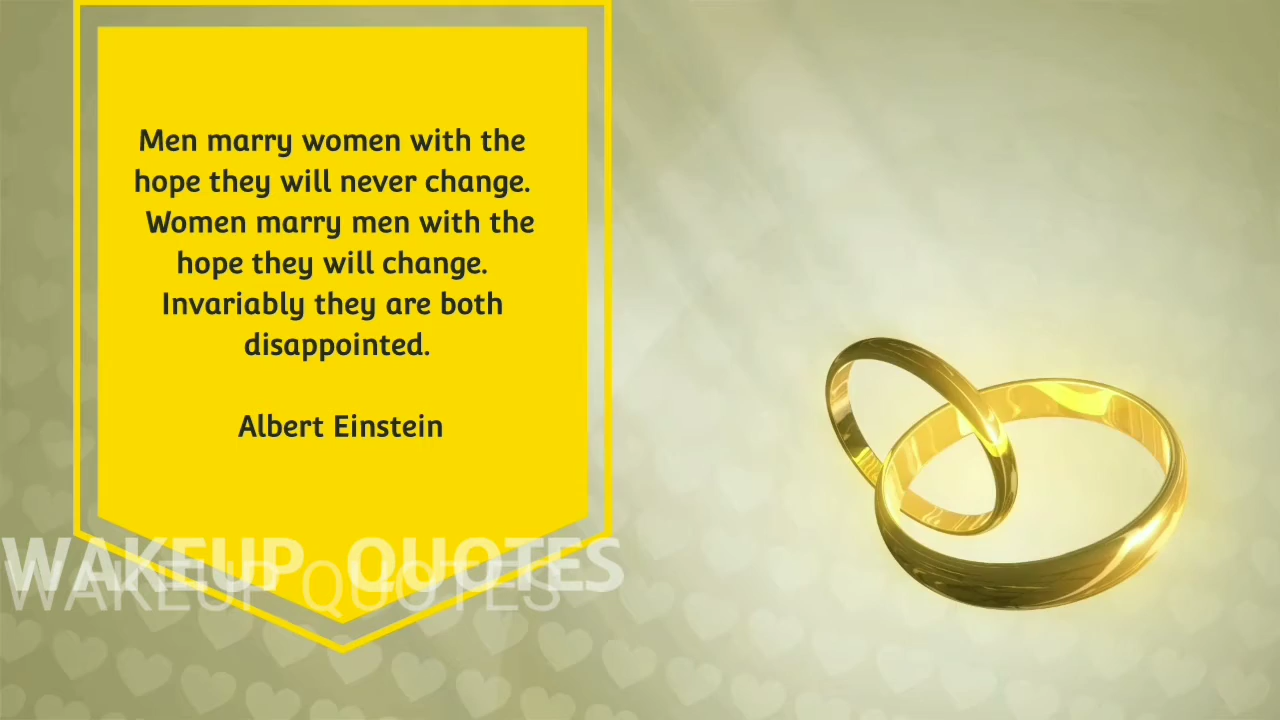 Men marry women with the
hope they will never change.
Women marry men with the
hope they will change.
Invariably they are both
disappointed.
Albert Einstein
WAKEUP QUOTES
WAKEUP QUOTES